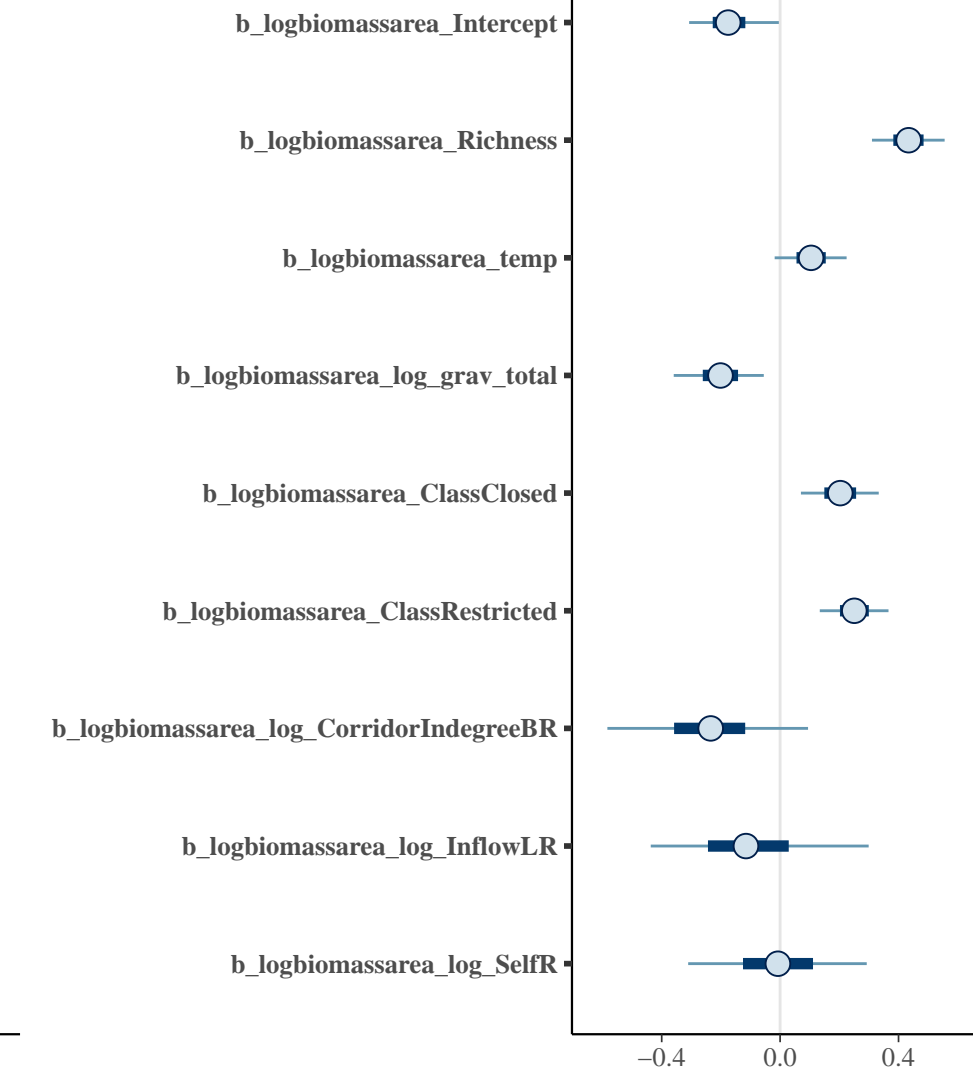 b_logbiomassarea_Intercept
b_logbiomassarea_Richness
b_logbiomassarea_temp
b_logbiomassarea_log_grav_total
b_logbiomassarea_ClassClosed
b_logbiomassarea_ClassRestricted
b_logbiomassarea_log_CorridorIndegreeBR
b_logbiomassarea_log_InflowLR
b_logbiomassarea_log_SelfR
−0.4 0.0 0.4